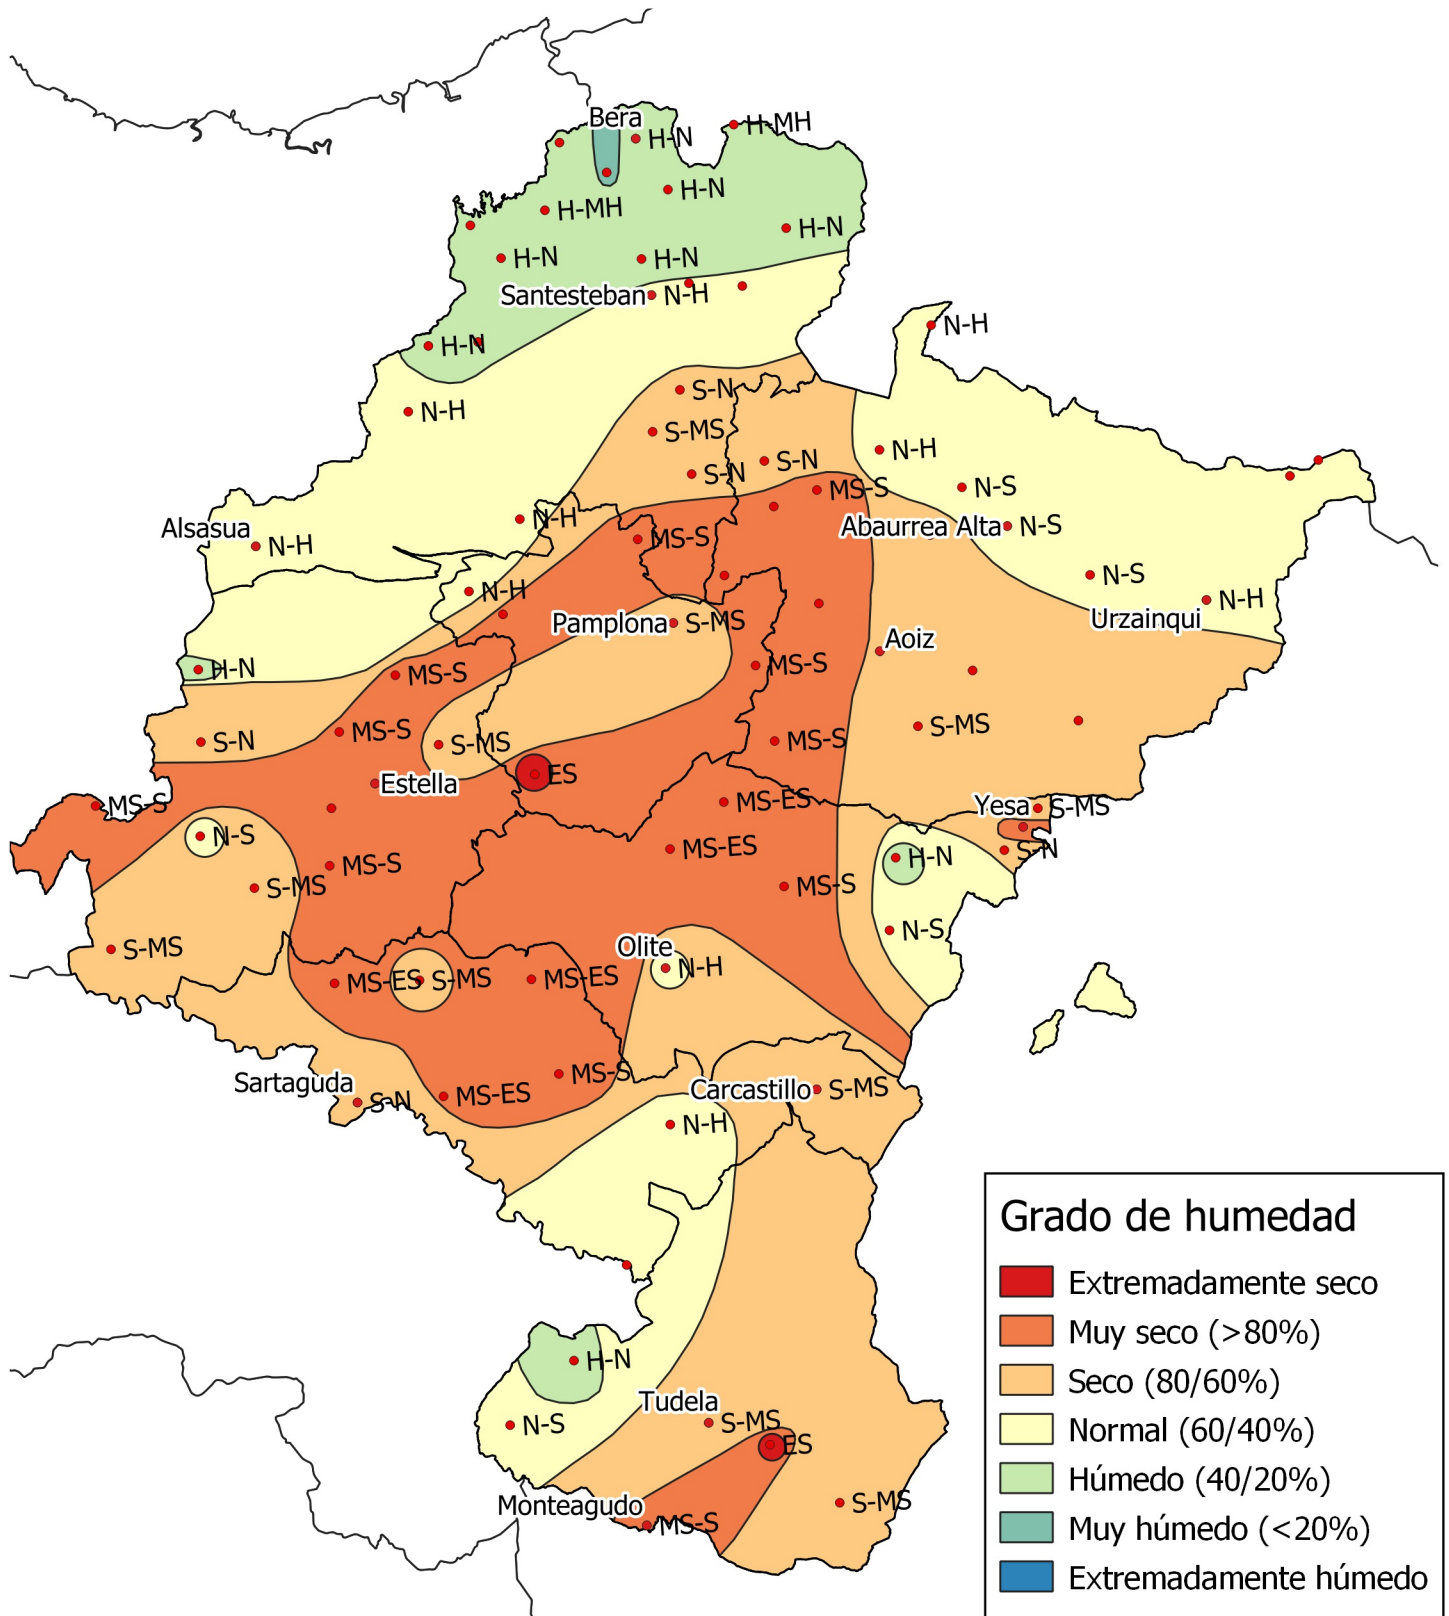 Bera
H-N
H-MH
H-N
H-MH
H-N
H-N
H-N
Santesteban
N-H
N-H
H-N
S-N
N-H
S-MS
N-H
S-N
S-N
MS-S
N-S
Alsasua
N-H
Abaurrea Alta
N-S
N-H
MS-S
N-S
N-H
N-H
Pamplona
S-MS
Urzainqui
Aoiz
H-N
MS-S
MS-S
S-MS
S-N
MS-S
S-MS
MS-S
ES
Estella
MS-S
MS-ES
Yesa
S-MS
N-S
MS-ES
H-N
S-N
MS-S
S-MS
MS-S
N-S
S-MS
Olite
N-H
MS-ES
S-MS
MS-ES
MS-S
Sartaguda
S-N
MS-ES
Carcastillo
S-MS
N-H
Grado de humedad
Extremadamente seco
Muy seco (>80%)
Seco (80/60%)
Normal (60/40%)
Húmedo (40/20%)
Muy húmedo (<20%)
Extremadamente húmedo
H-N
Tudela
S-MS
N-S
ES
Monteagudo
MS-S
S-MS